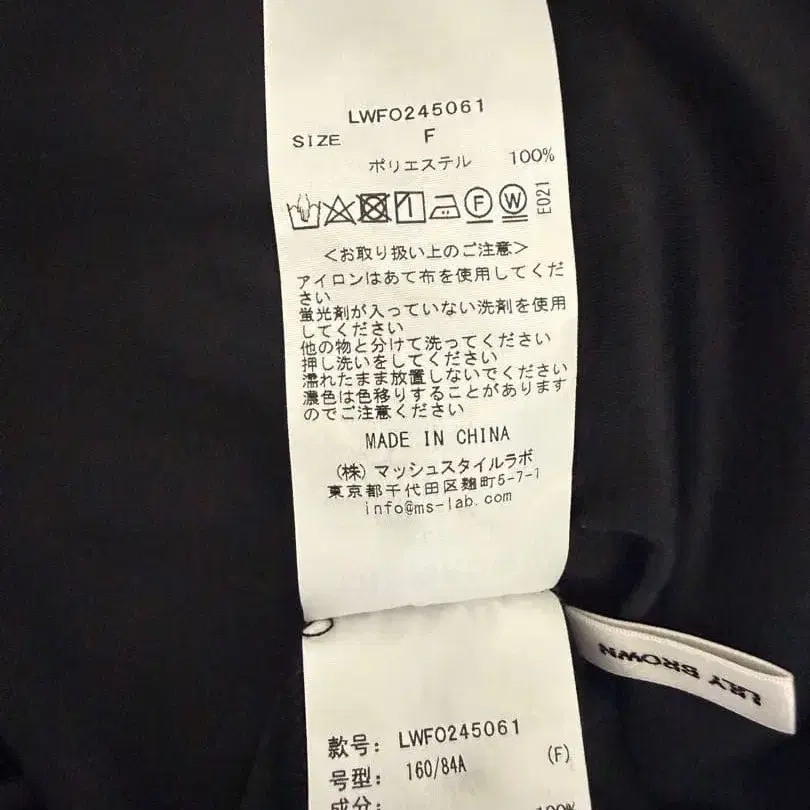 LWFO245061
SIZE F
ポリエステル 100%
F W E021
<お取り扱い上のご注意>
アイロンはあて布を使用してくだ
さい
蛍光剤が入っていない洗剤を使用
してください
他の物と分けて洗ってください
押し洗いをしてください
濡れたまま放置しないでください
濃色は色移りすることがあります
のでご注意ください
MADE IN CHINA
(株)マッシュスタイルラボ
東京都千代田区麹町5-7-1
info@ms-lab.com
LILY BROWN
款号: LWFO245061
号型: 160/84A (F)
成分: 100%